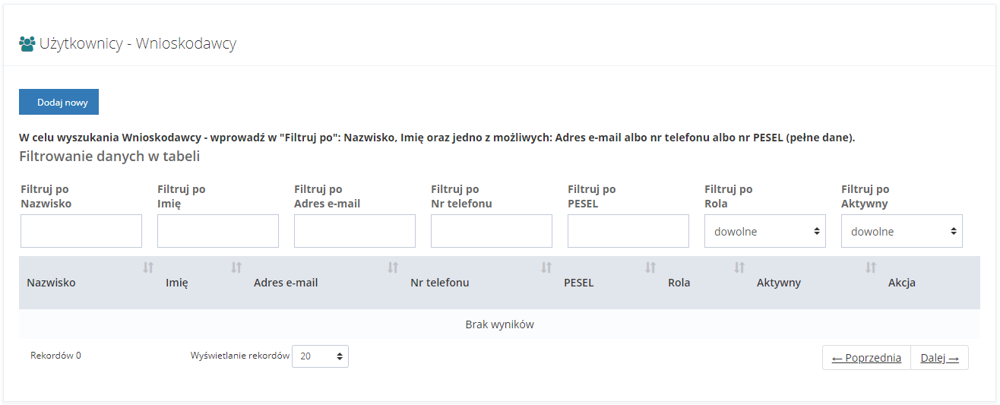 Użytkownicy - Wnioskodawcy
Dodaj nowy
W celu wyszukania Wnioskodawcy - wprowadź w "Filtruj po": Nazwisko, Imię oraz jedno z możliwych: Adres e-mail albo nr telefonu albo nr PESEL (pełne dane).
Filtrowanie danych w tabeli
Filtruj po
Nazwisko
Filtruj po
Imię
Filtruj po
Adres e-mail
Filtruj po
Nr telefonu
Filtruj po
PESEL
Filtruj po
Rola
dowolne
Filtruj po
Aktywny
dowolne
Nazwisko Imię Adres e-mail Nr telefonu PESEL Rola Aktywny Akcja
Brak wyników
Rekordów 0 Wyświetlanie rekordów 20 ← Poprzednia Dalej →